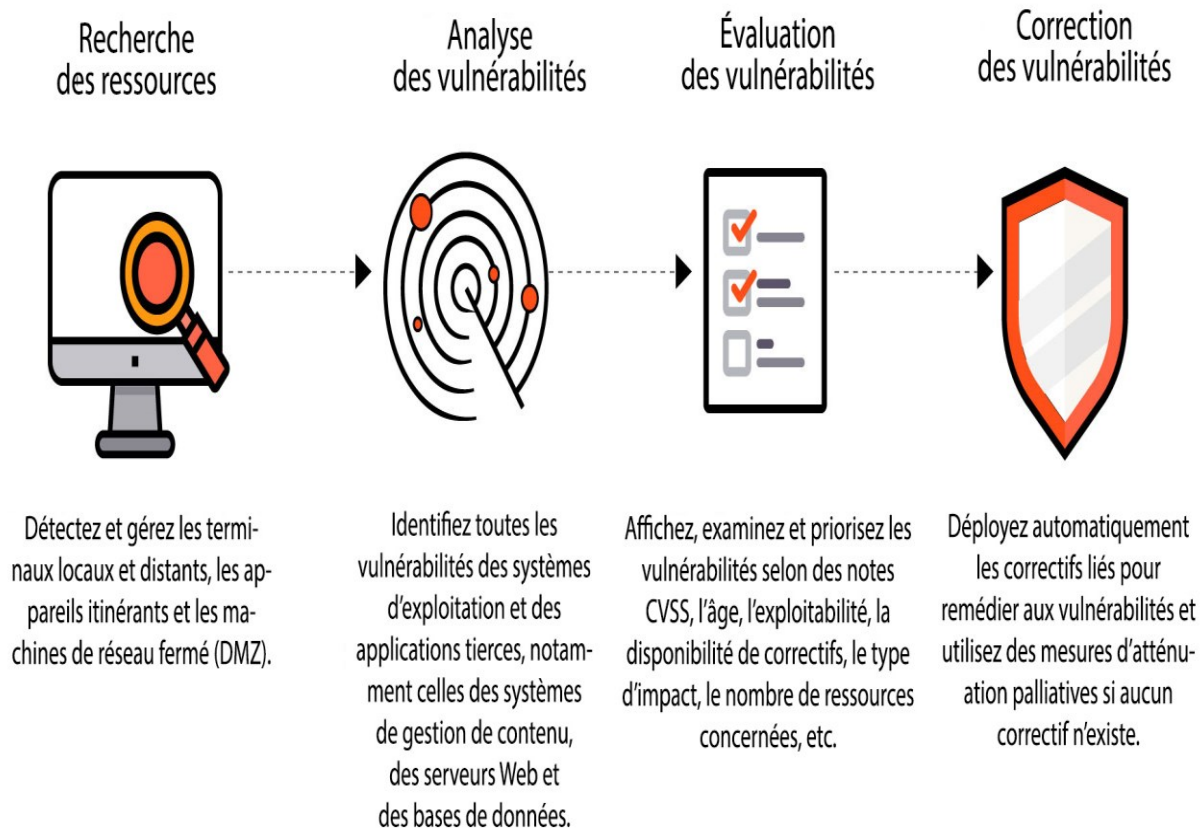 Recherche
des ressources
Analyse
des vulnérabilités
Évaluation
des vulnérabilités
Correction
des vulnérabilités
Détectez et gérez les termi-
naux locaux et distants, les ap-
pareils itinérants et les ma-
chines de réseau fermé (DMZ).
Identifiez toutes les
vulnérabilités des systèmes
d'exploitation et des
applications tierces, notam-
ment celles des systèmes
de gestion de contenu,
des serveurs Web et
des bases de données.
Affichez, examinez et priorisez les
vulnérabilités selon des notes
CVSS, l'âge, l'exploitabilité, la
disponibilité de correctifs, le type
d'impact, le nombre de ressources
concernées, etc.
Déployez automatiquement
les correctifs liés pour
remédier aux vulnérabilités et
utilisez des mesures d'atténu-
ation palliatives si aucun
correctif n'existe.